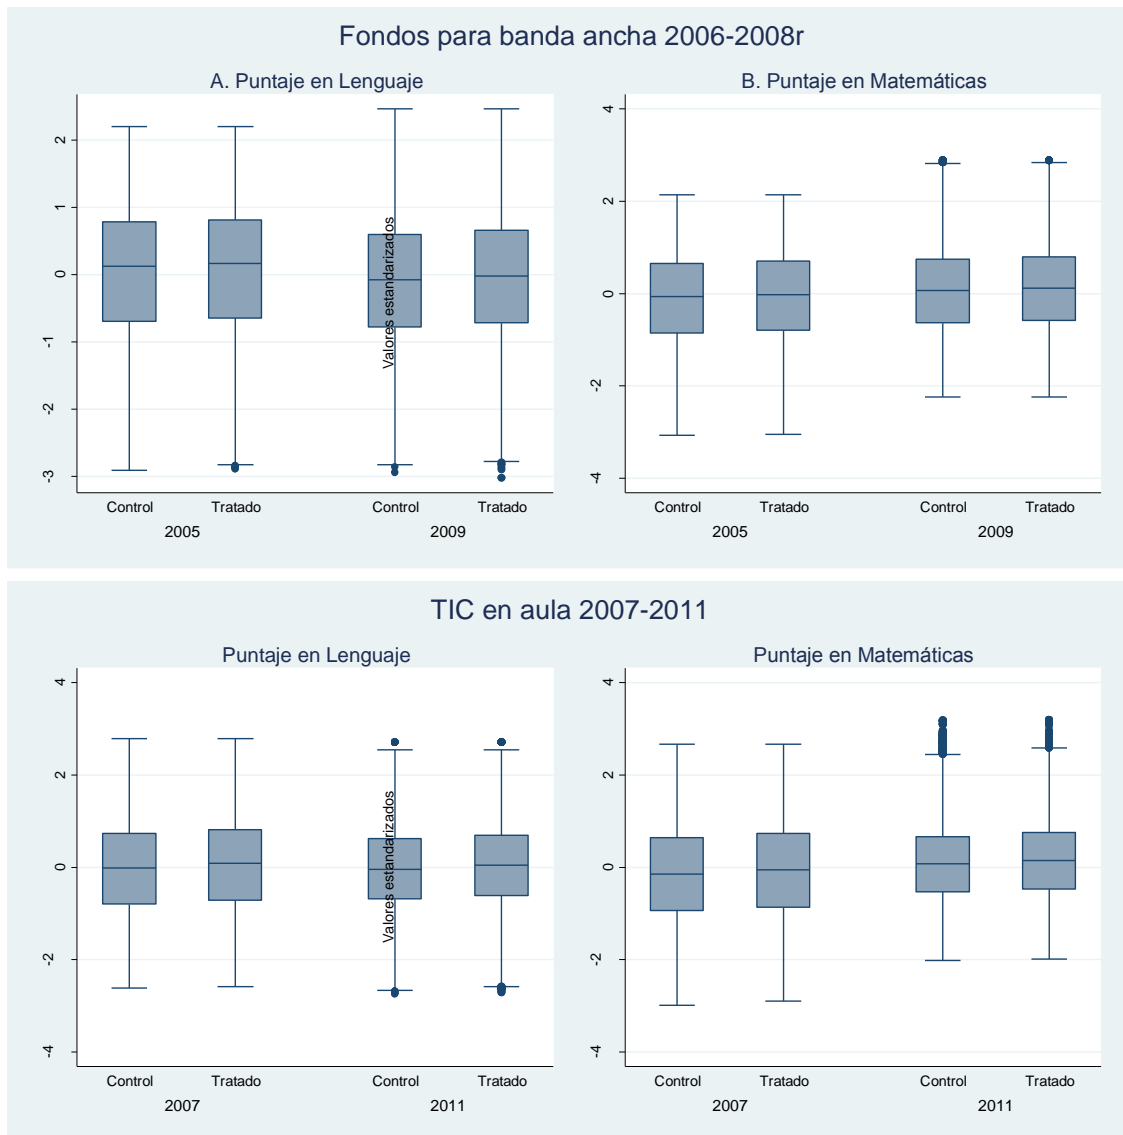 Fondos para banda ancha 2006-2008r
A. Puntaje en Lenguaje
B. Puntaje en Matemáticas
2
1
0
-1
-2
-3
Valores estandarizados
4
2
0
-2
-4
Control Tratado Control Tratado
2005 2009
Control Tratado Control Tratado
2005 2009
TIC en aula 2007-2011
Puntaje en Lenguaje
Puntaje en Matemáticas
4
2
0
-2
-4
Valores estandarizados
4
2
0
-2
-4
Control Tratado Control Tratado
2007 2011
Control Tratado Control Tratado
2007 2011